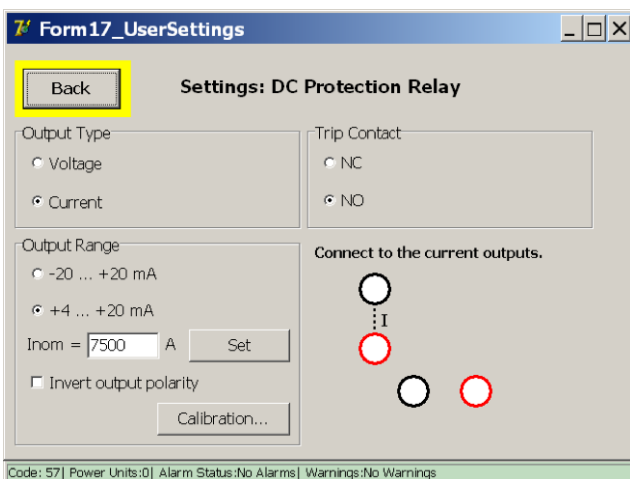 Form17_UserSettings
Back
Settings: DC Protection Relay
Output Type
Voltage
Current
Trip Contact
NC
NO
Output Range
-20 ... +20 mA
+4 ... +20 mA
Inom = 7500 A Set
Invert output polarity
Calibration...
Connect to the current outputs.
I
Code: 57| Power Units:0| Alarm Status:No Alarms| Warnings:No Warnings